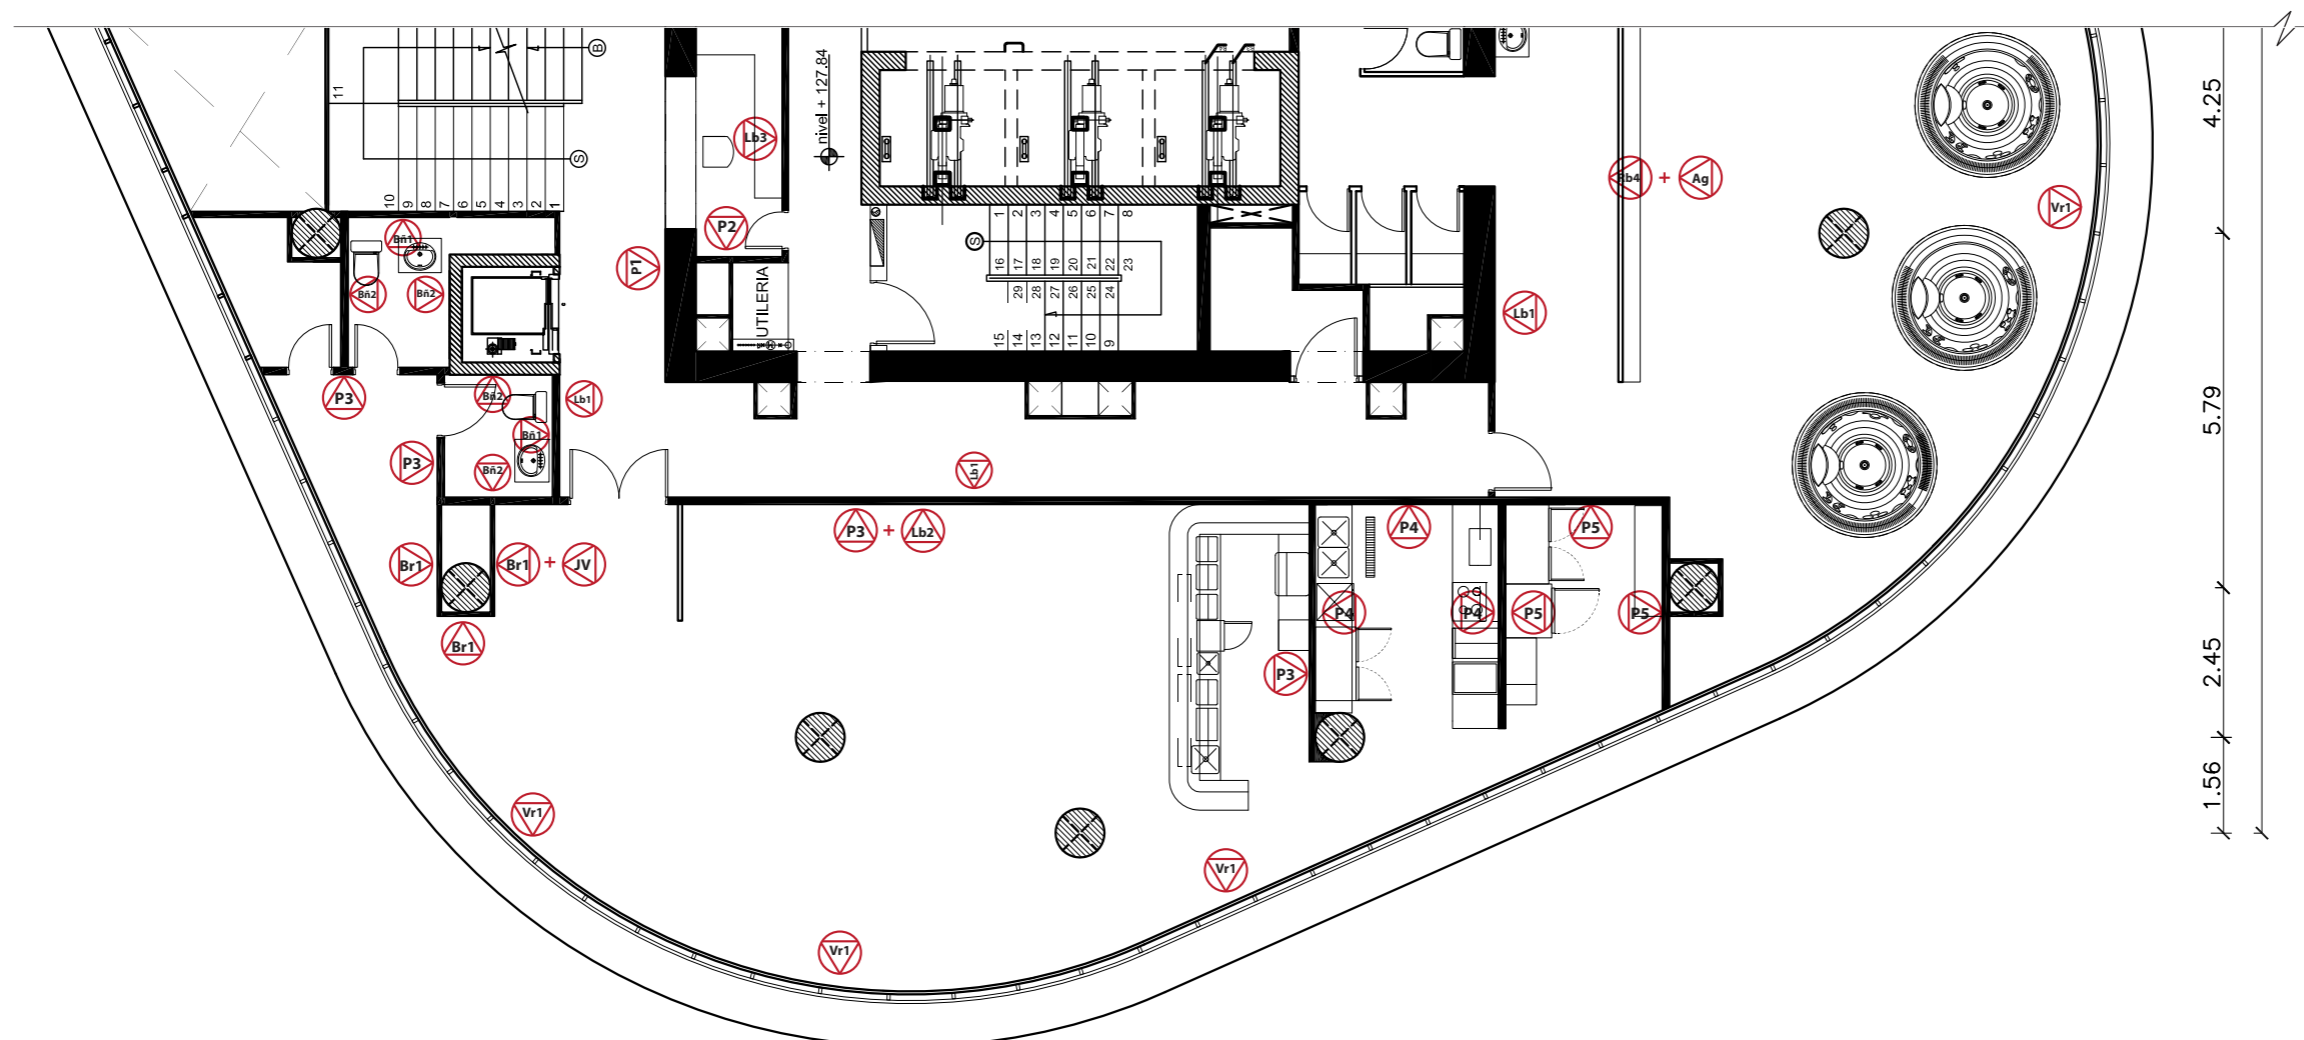 B
11
S
10 9 8 7 6 5 4 3 2 1
nivel + 127.84
Lb3
P2
P1
UTILERIA
Bñ1
Bñ2
Bñ2
P3
Bñ2
Lb1
Bñ1
P3
Bñ2
S
1 2 3 4 5 6 7 8
16 17 18 19 20 21 22 23
29 28 27 26 25 24
15 14 13 12 11 10 9
Lb1
+ Ag
Vr1
Lb1
4.25
5.79
2.45
1.56
P3 + Lb2
P4
P5
Br1
Br1 + JV
Br1
P4
P4
P5
P5
P3
Vr1
Vr1
Vr1